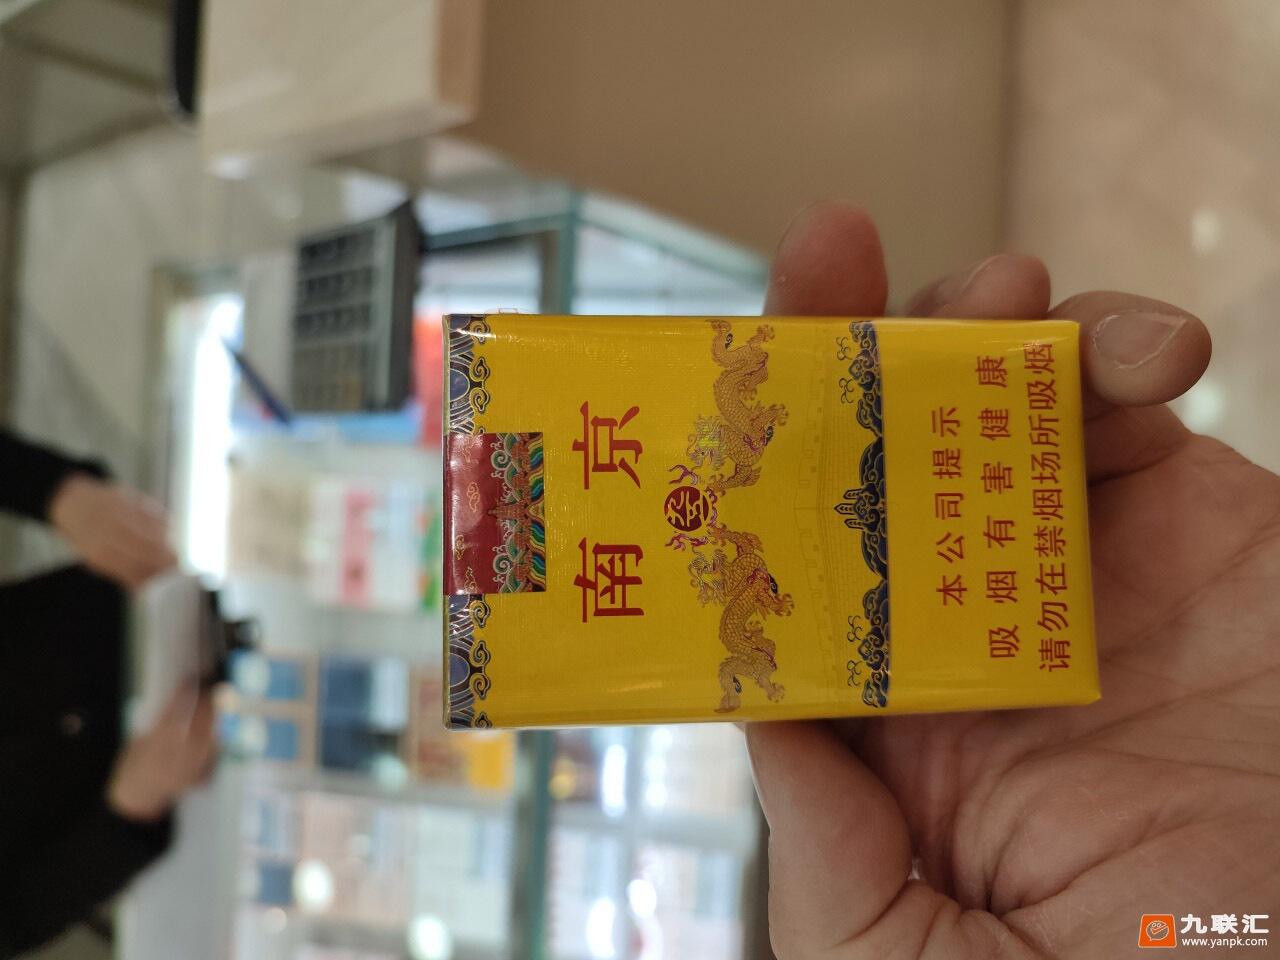 南京
本公司提示
吸烟有害健康
请勿在禁烟场所吸烟
九联汇
www.yanpk.com